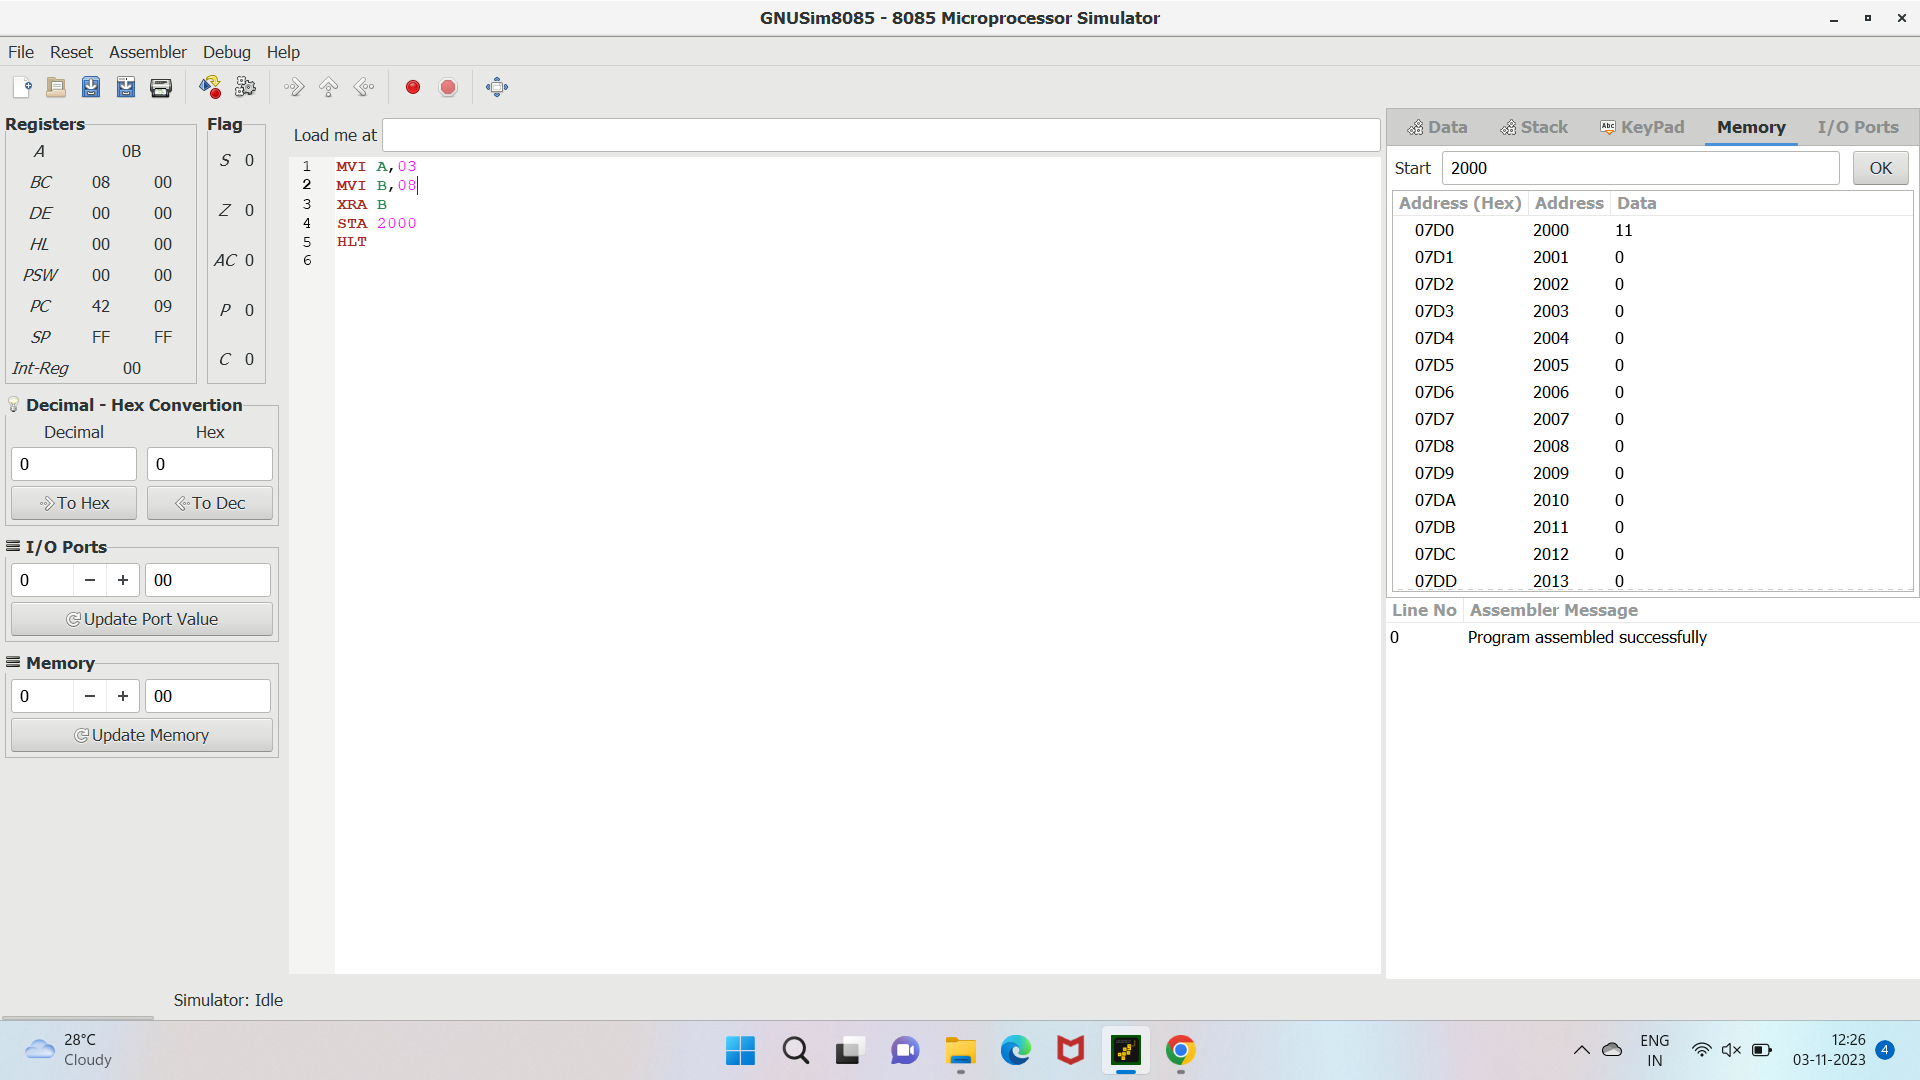 GNUSim8085 - 8085 Microprocessor Simulator
File Reset Assembler Debug Help
Registers
A 0B
BC 08 00
DE 00 00
HL 00 00
PSW 00 00
PC 42 09
SP FF FF
Int-Reg 00
Flag
S 0
Z 0
AC 0
P 0
C 0
Decimal - Hex Convertion
Decimal Hex
0 0
To Hex To Dec
I/O Ports
0 − + 00
Update Port Value
Memory
0 − + 00
Update Memory
Load me at
1 MVI A,03
2 MVI B,08
3 XRA B
4 STA 2000
5 HLT
6
Data Stack Abc KeyPad Memory I/O Ports
Start 2000 OK
Address (Hex) Address Data
07D0 2000 11
07D1 2001 0
07D2 2002 0
07D3 2003 0
07D4 2004 0
07D5 2005 0
07D6 2006 0
07D7 2007 0
07D8 2008 0
07D9 2009 0
07DA 2010 0
07DB 2011 0
07DC 2012 0
07DD 2013 0
Line No Assembler Message
0 Program assembled successfully
Simulator: Idle
28°C
Cloudy
ENG
IN
12:26
03-11-2023
4